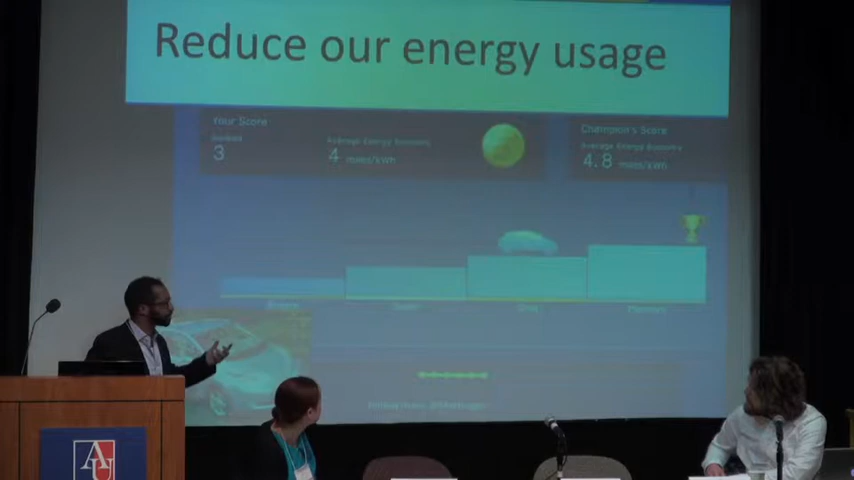 Reduce our energy usage
Your Score
3
Average Energy Economy
4 miles/kWh
Champion's Score
Average Energy Economy
4.8 miles/kWh
AU